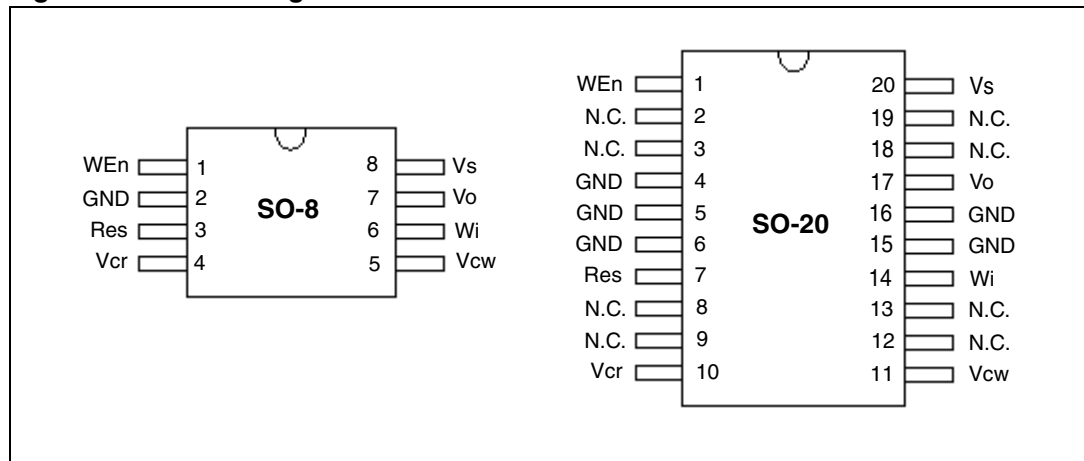 WEn 1 8 Vs
GND 2 7 Vo
Res 3 6 Wi
Vcr 4 5 Vcw
SO-8
WEn 1 20 Vs
N.C. 2 19 N.C.
N.C. 3 18 N.C.
GND 4 17 Vo
GND 5 16 GND
GND 6 15 GND
SO-20
Res 7 14 Wi
N.C. 8 13 N.C.
N.C. 9 12 N.C.
Vcr 10 11 Vcw